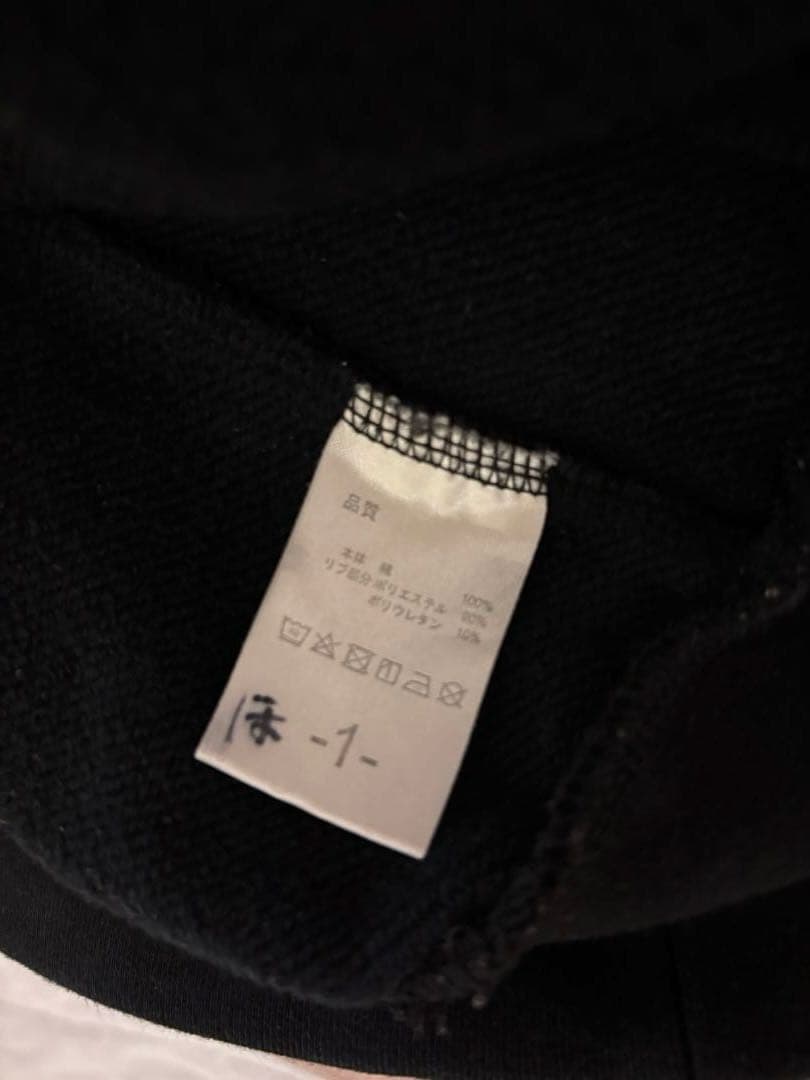 品質
本体 綿 100%
リブ部分 ポリエステル 90%
ポリウレタン 10%
ほ -1-